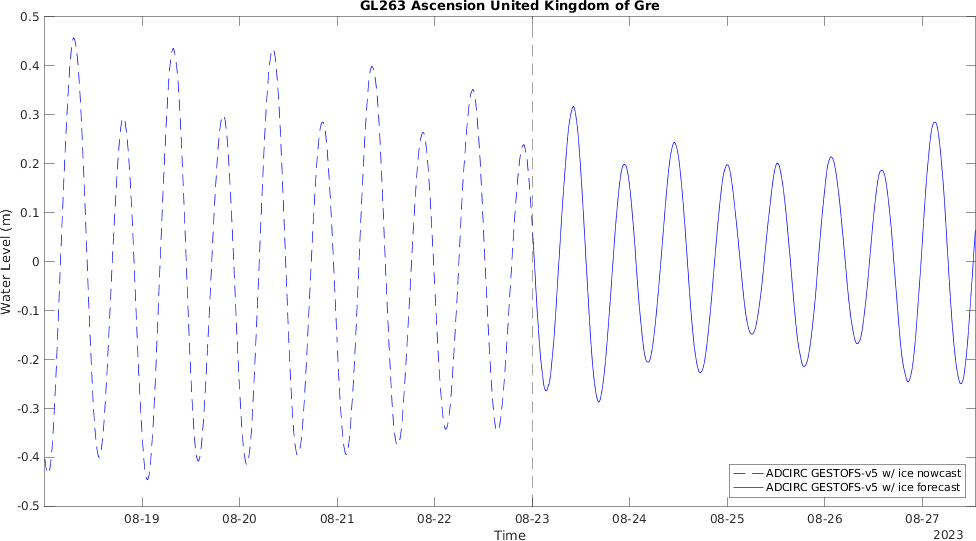 GL263 Ascension United Kingdom of Gre
0.5
0.4
0.3
0.2
0.1
0
-0.1
-0.2
-0.3
-0.4
-0.5
Water Level (m)
08-19 08-20 08-21 08-22 08-23 08-24 08-25 08-26 08-27
Time
2023
ADCIRC GESTOFS-v5 w/ ice nowcast
ADCIRC GESTOFS-v5 w/ ice forecast